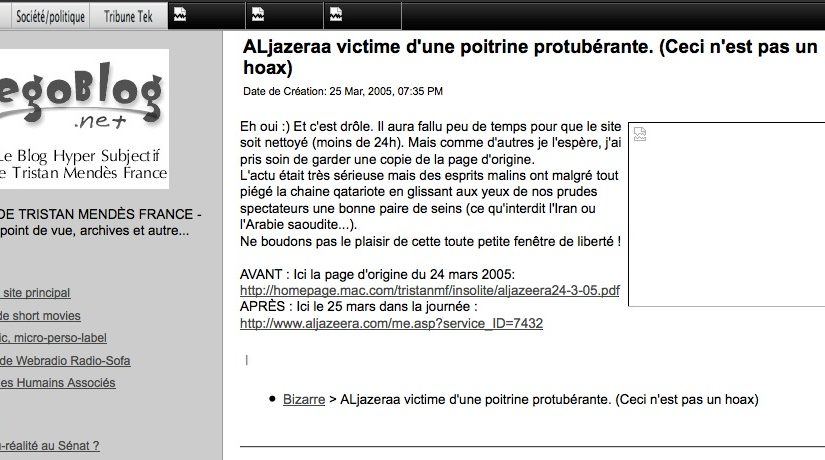 Société/politique
Tribune Tek
egoBlog
.net
Le Blog Hyper Subjectif
e Tristan Mendès France
DE TRISTAN MENDÈS FRANCE -
point de vue, archives et autre...
site principal
de short movies
ic, micro-perso-label
de Webradio Radio-Sofa
es Humains Associés
-réalité au Sénat ?
ALjazeraa victime d'une poitrine protubérante. (Ceci n'est pas un
hoax)
Date de Création: 25 Mar, 2005, 07:35 PM
Eh oui :) Et c'est drôle. Il aura fallu peu de temps pour que le site
soit nettoyé (moins de 24h). Mais comme d'autres je l'espère, j'ai
pris soin de garder une copie de la page d'origine.
L'actu était très sérieuse mais des esprits malins ont malgré tout
piégé la chaine qatariote en glissant aux yeux de nos prudes
spectateurs une bonne paire de seins (ce qu'interdit l'Iran ou
l'Arabie saoudite...).
Ne boudons pas le plaisir de cette toute petite fenêtre de liberté !
AVANT : Ici la page d'origine du 24 mars 2005:
http://homepage.mac.com/tristanmf/insolite/aljazeera24-3-05.pdf
APRÈS : Ici le 25 mars dans la journée :
http://www.aljazeera.com/me.asp?service_ID=7432
|
• Bizarre > ALjazeraa victime d'une poitrine protubérante. (Ceci n'est pas un hoax)